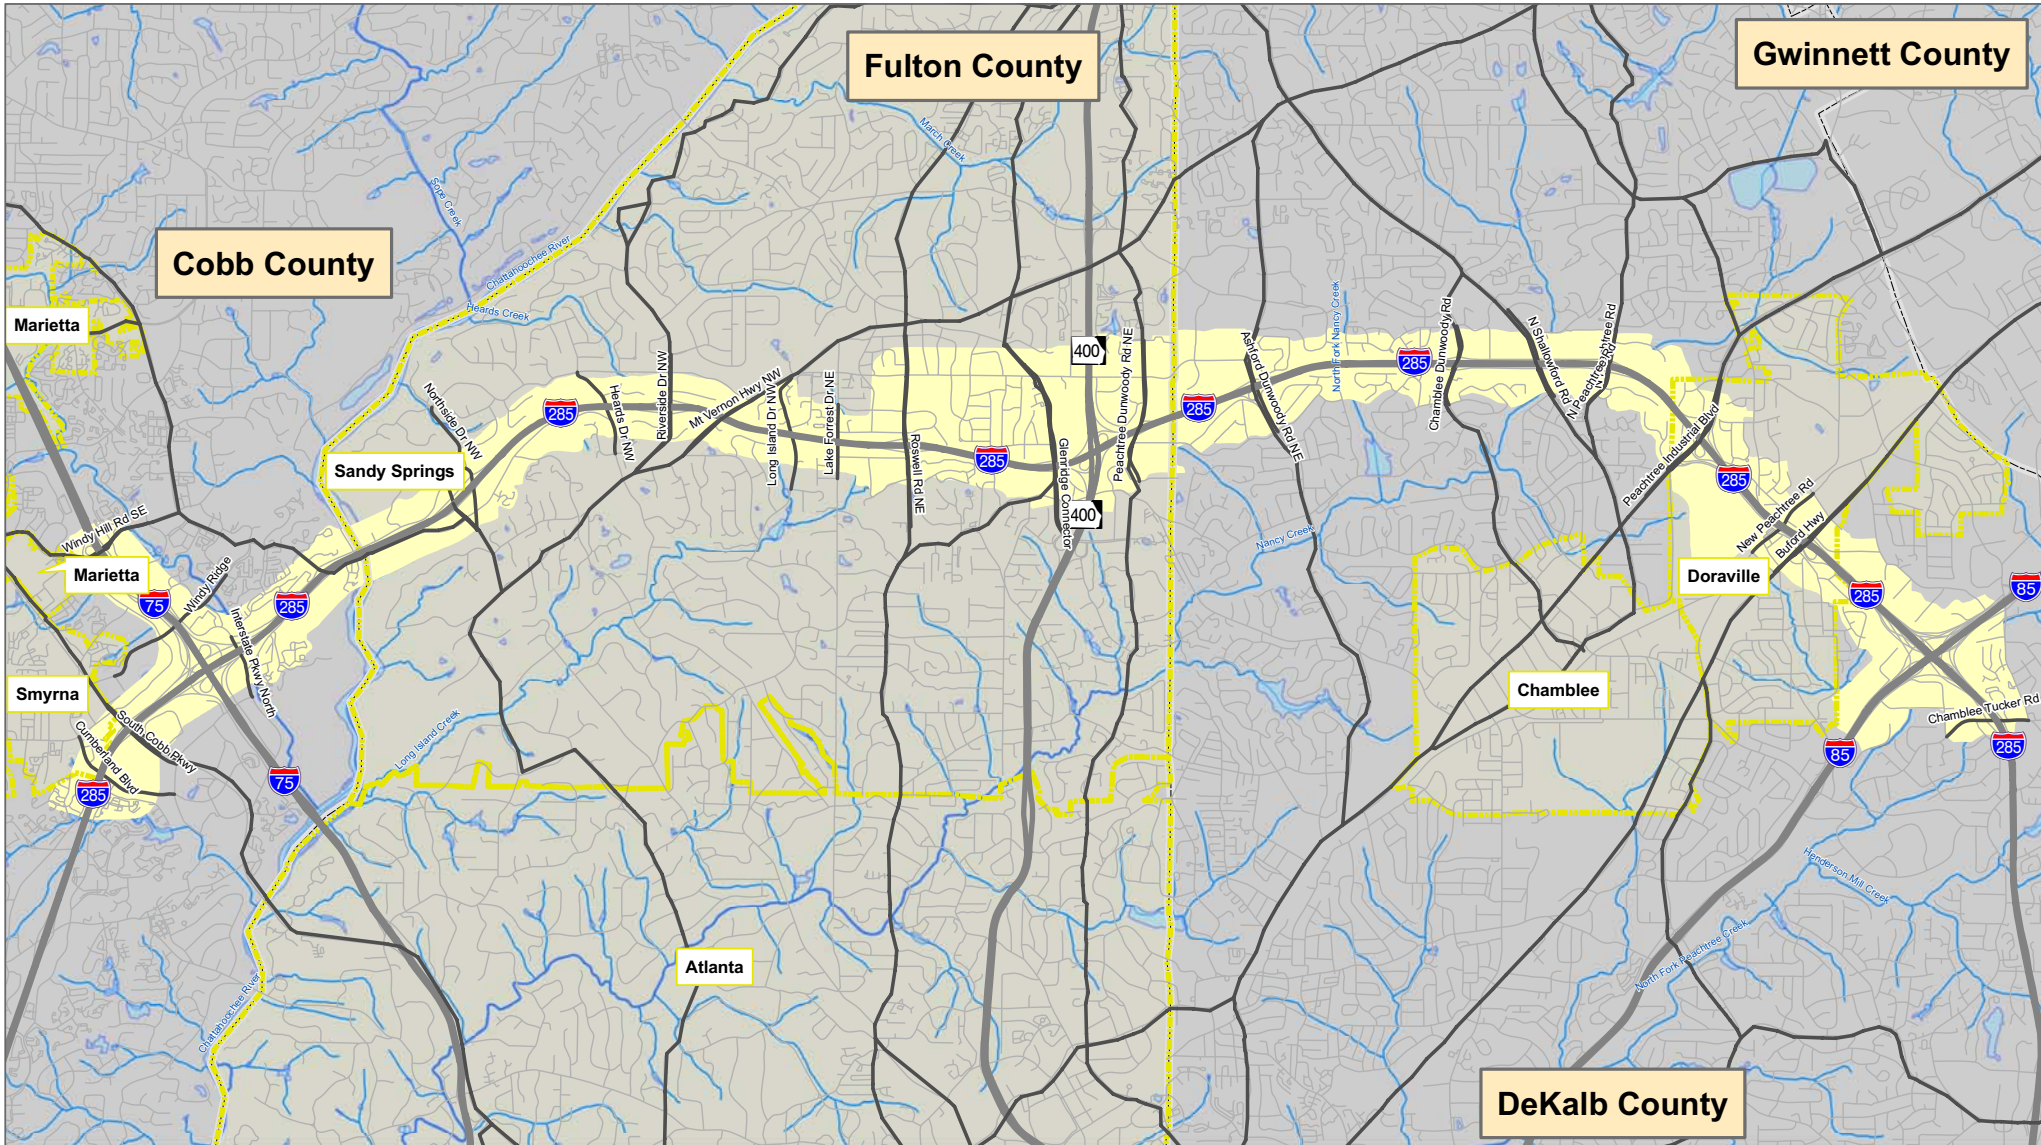 Fulton County
Gwinnett County
Cobb County
DeKalb County
Marietta
Marietta
Smyrna
Sandy Springs
Atlanta
Chamblee
Doraville
March Creek
Sope Creek
Chattahoochee River
Heards Creek
North Fork Nancy Creek
Nancy Creek
Long Island Creek
Chattahoochee River
Henderson Mill Creek
North Fork Peachtree Creek
Windy Hill Rd SE
Windy Ridge
Interstate Pkwy North
South Cobb Pkwy
Cumberland Blvd
Northside Dr NW
Heards Dr NW
Riverside Dr NW
Mt Vernon Hwy NW
Long Island Dr NW
Lake Forrest Dr NE
Roswell Rd NE
Glenridge Connector
Peachtree Dunwoody Rd NE
Ashford Dunwoody Rd NE
Chamblee Dunwoody Rd
N Shallowford Rd
N Peachtree Rd
N Peachtree Rd
Peachtree Industrial Blvd
New Peachtree Rd
Buford Hwy
Chamblee Tucker Rd
400
400
285
285
285
285
285
285
285
285
285
75
75
85
85